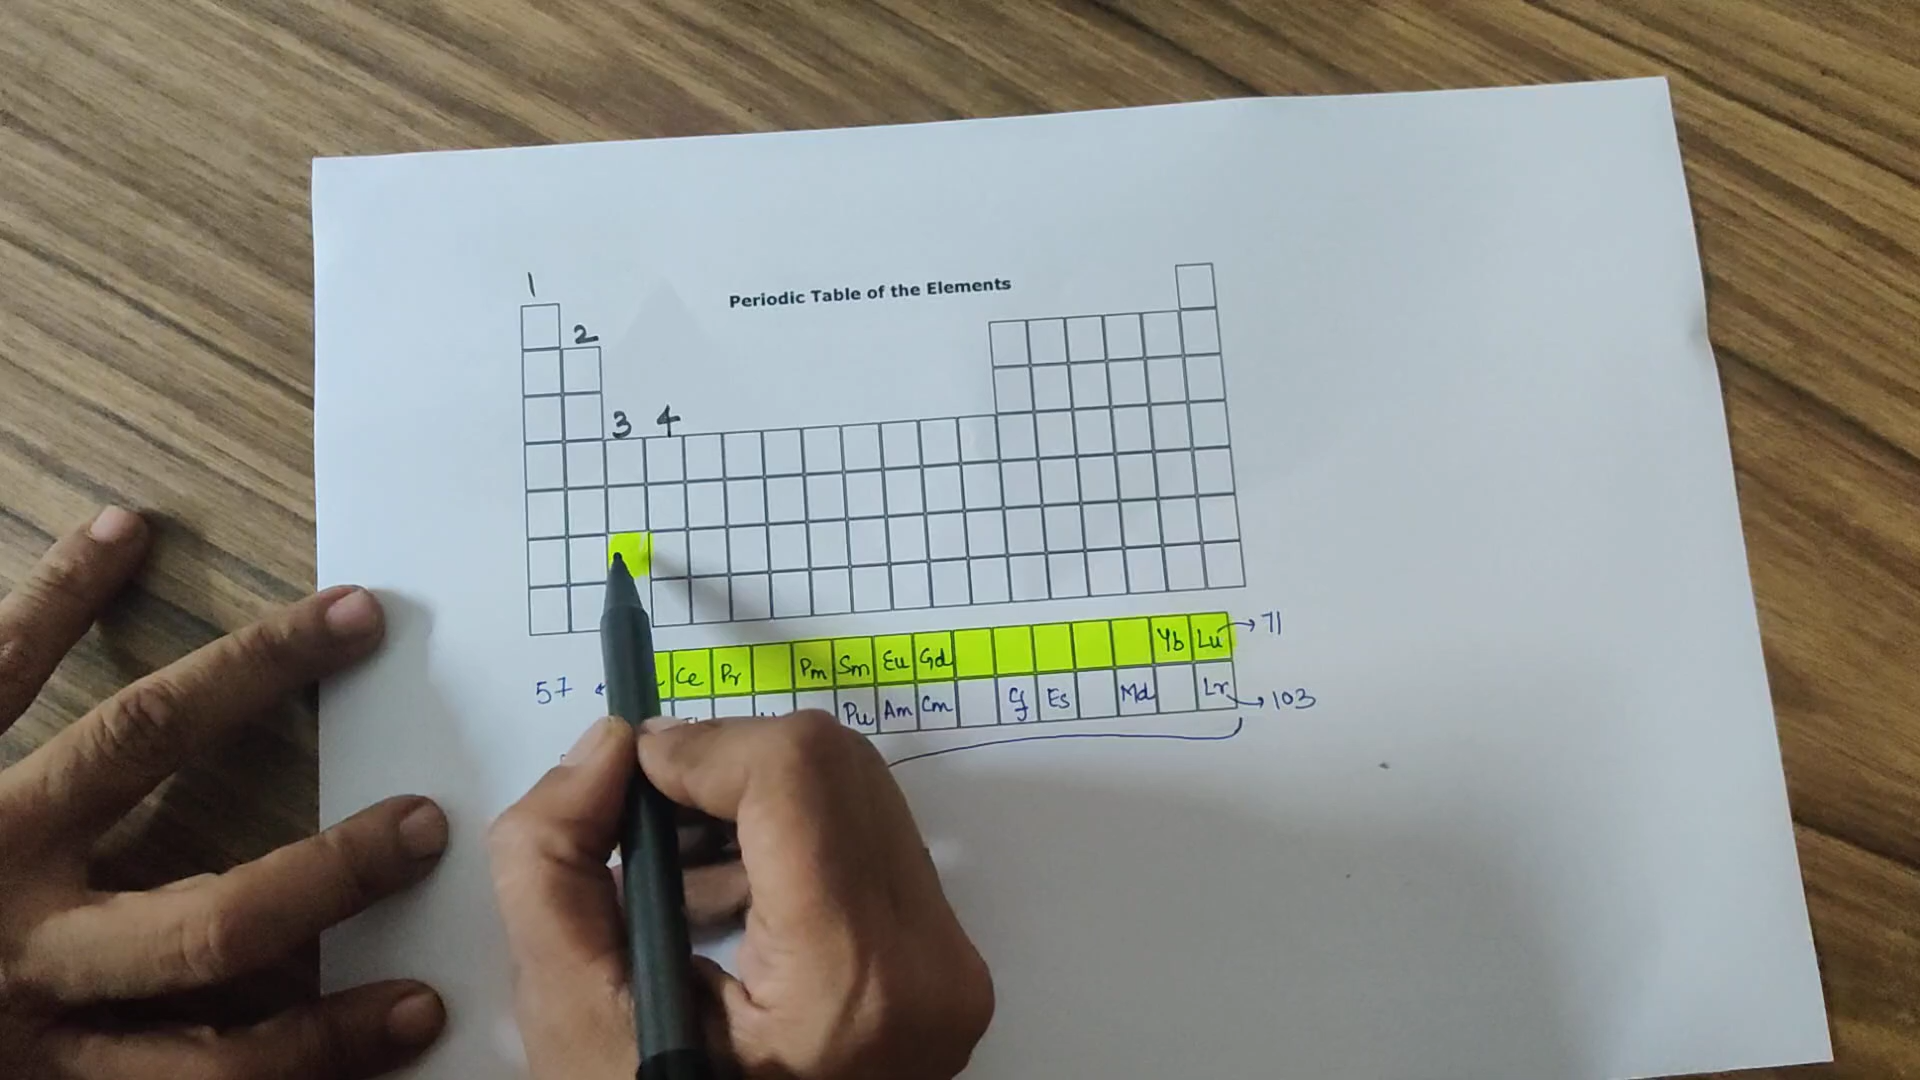 1
Periodic Table of the Elements
2
3 4
57 Ce Pr Pm Sm Eu Gd Yb Lu 71
Pu Am Cm Cf Es Md Lr 103